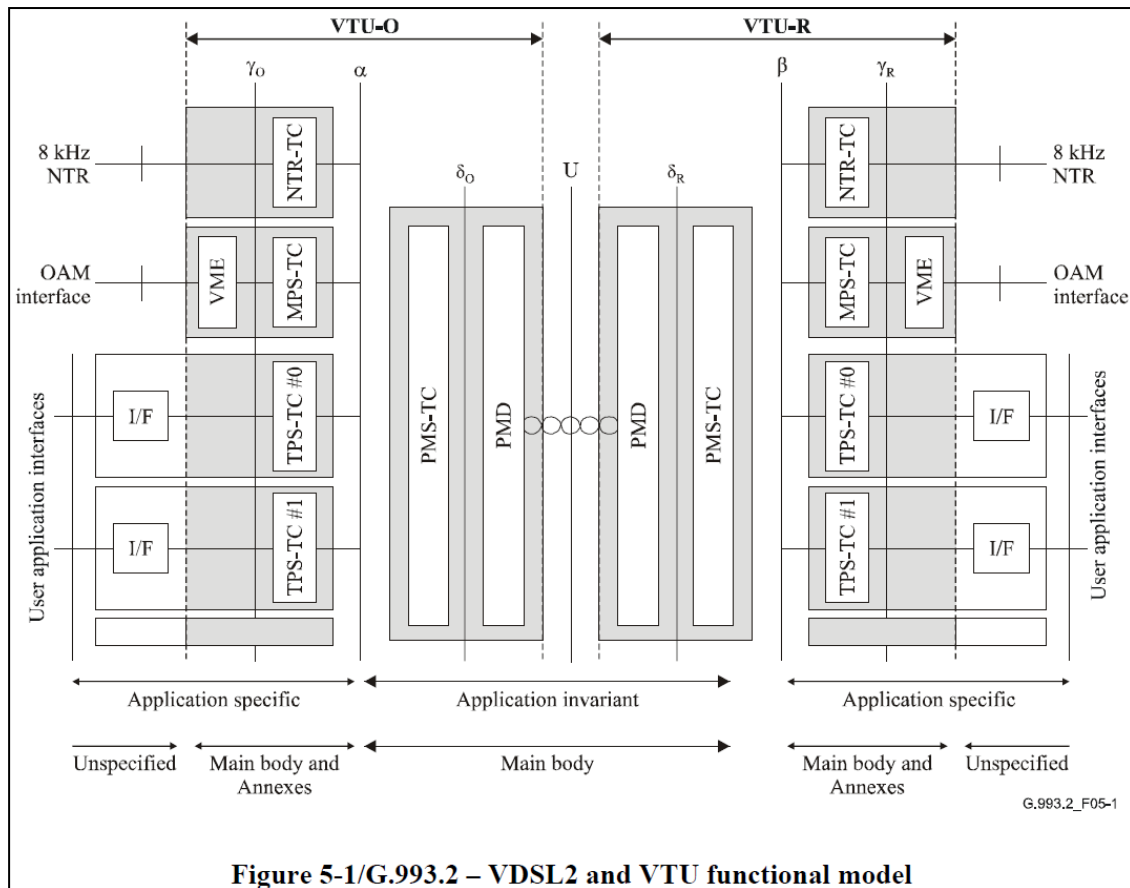 VTU-O
VTU-R
γO
α
β
γR
8 kHz
NTR
NTR-TC
δO
U
δR
NTR-TC
8 kHz
NTR
OAM
interface
VME
MPS-TC
MPS-TC
VME
OAM
interface
User application interfaces
I/F
TPS-TC #0
PMS-TC
PMD
PMD
PMS-TC
TPS-TC #0
I/F
User application interfaces
I/F
TPS-TC #1
TPS-TC #1
I/F
Application specific
Application invariant
Application specific
Unspecified
Main body and
Annexes
Main body
Main body and
Annexes
Unspecified
G.993.2_F05-1
Figure 5-1/G.993.2 – VDSL2 and VTU functional model